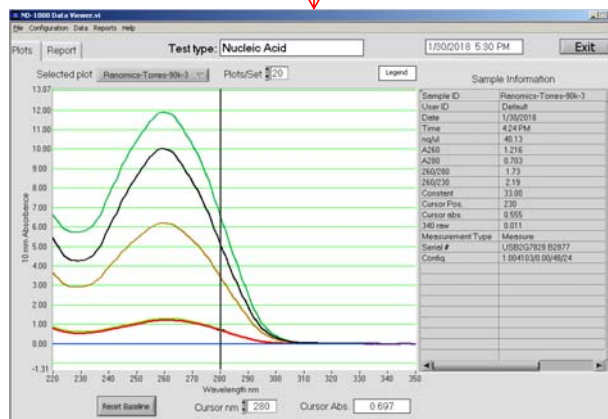 ND-1000 Data Viewer.vi
File Configuration Data Reports Help
Plots Report Test type: Nucleic Acid 1/30/2018 5:30 PM Exit
Selected plot Ranomics-Torres-90k-3 Plots/Set 20 Legend Sample Information
Sample ID Ranomics-Torres-90k-3
User ID Default
Date 1/30/2018
Time 4:24 PM
ng/ul 40.13
A260 1.216
A280 0.703
260/280 1.73
260/230 2.19
Constant 33.00
Cursor Pos. 230
Cursor abs. 0.555
340 raw 0.011
Measurement Type Measure
Serial # USB2G7828 B2877
Config. 1.004103/0.00/48/24
10 mm Absorbance
13.07
12.00
11.00
10.00
9.00
8.00
7.00
6.00
5.00
4.00
3.00
2.00
1.00
0.00
-1.31
220 230 240 250 260 270 280 290 300 310 320 330 340 350
Wavelength nm
Reset Baseline Cursor nm 280 Cursor Abs. 0.697